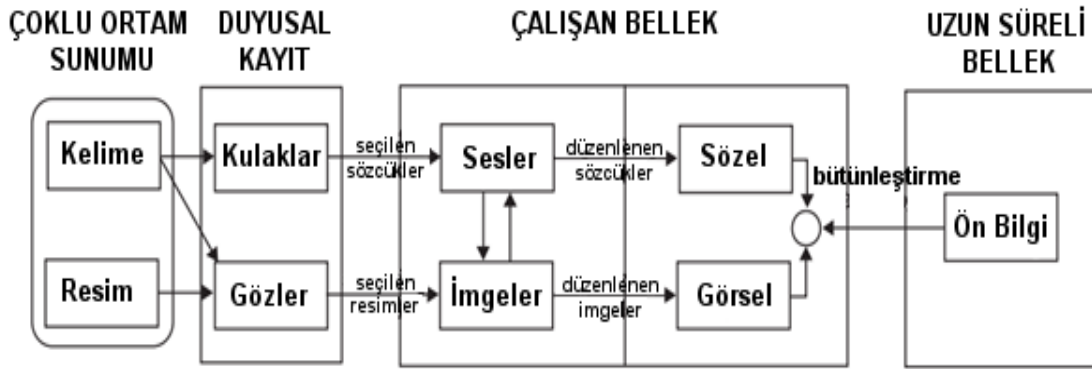 ÇOKLU ORTAM
SUNUMU
DUYUSAL
KAYIT
ÇALIŞAN BELLEK
UZUN SÜRELİ
BELLEK
Kelime
Kulaklar
seçilen
sözcükler
Sesler
düzenlenen
sözcükler
Sözel
bütünleştirme
Ön Bilgi
Resim
Gözler
seçilen
resimler
İmgeler
düzenlenen
imgeler
Görsel